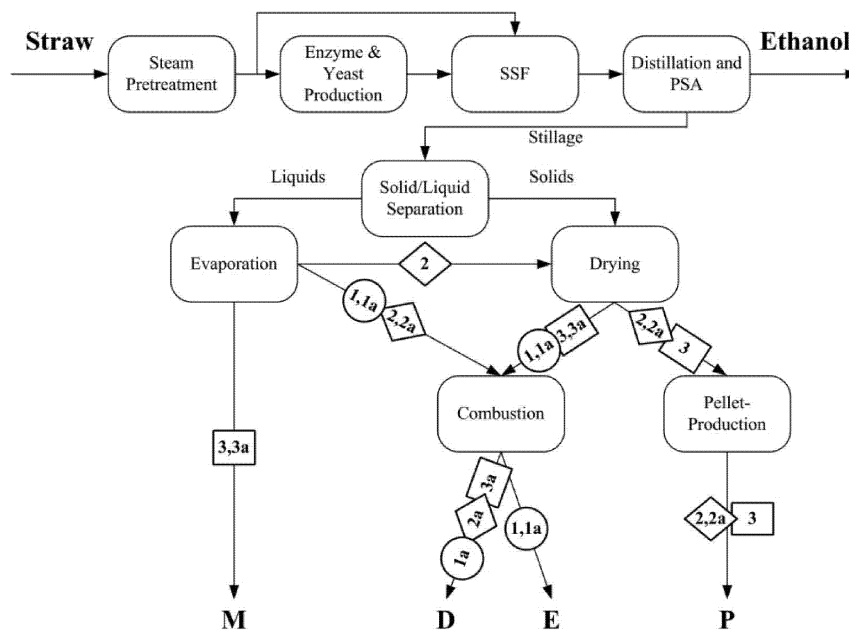 Straw
Steam
Pretreatment
Enzyme &
Yeast
Production
SSF
Distillation and
PSA
Ethanol
Stillage
Liquids
Solid/Liquid
Separation
Solids
Evaporation
2
Drying
1,1a
2,2a
1,1a
3,3a
2,2a
3
Combustion
Pellet-
Production
3,3a
3a
2a
1a
1,1a
2,2a
3
M
D
E
P